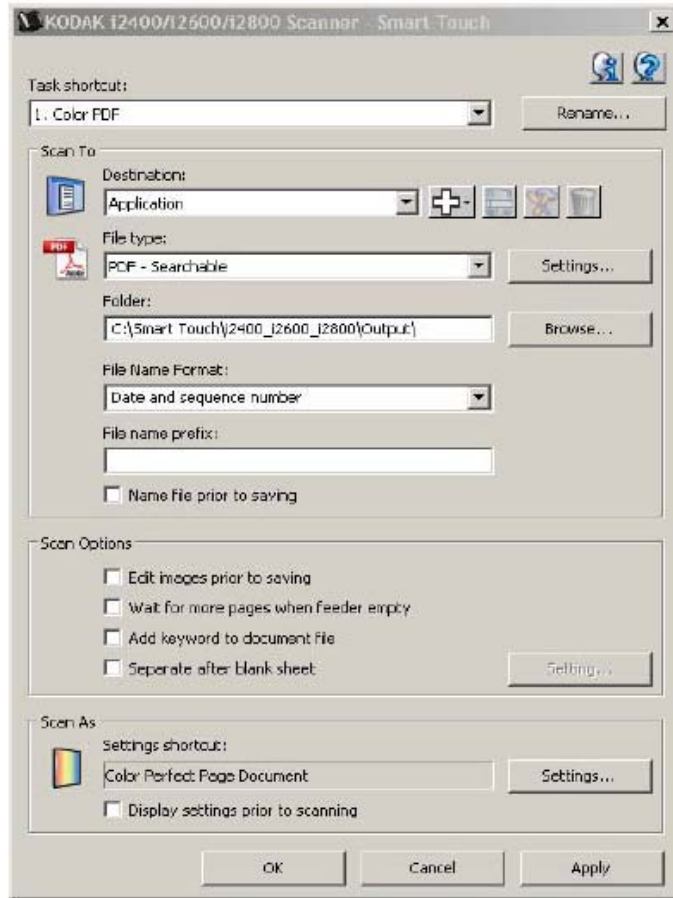 KODAK i2400/i2600/i2800 Scanner - Smart Touch
Task shortcut:
1. Color PDF
Rename...
Scan To
Destination:
Application
File type:
PDF
Adobe
PDF - Searchable
Settings...
Folder:
C:\Smart Touch\i2400_i2600_i2800\Output\
Browse...
File Name Format:
Date and sequence number
File name prefix:
Name file prior to saving
Scan Options
Edit images prior to saving
Wait for more pages when feeder empty
Add keyword to document file
Separate after blank sheet
Setting...
Scan As
Settings shortcut:
Color Perfect Page Document
Settings...
Display settings prior to scanning
OK
Cancel
Apply